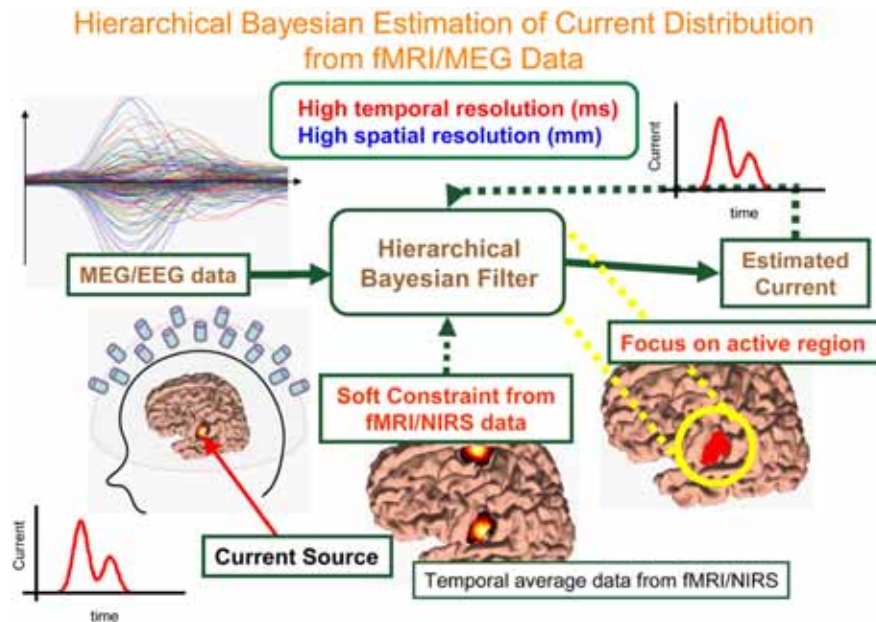 Hierarchical Bayesian Estimation of Current Distribution
from fMRI/MEG Data
High temporal resolution (ms)
High spatial resolution (mm)
Current
time
MEG/EEG data
Hierarchical
Bayesian Filter
Estimated
Current
Focus on active region
Soft Constraint from
fMRI/NIRS data
Current Source
Current
time
Temporal average data from fMRI/NIRS